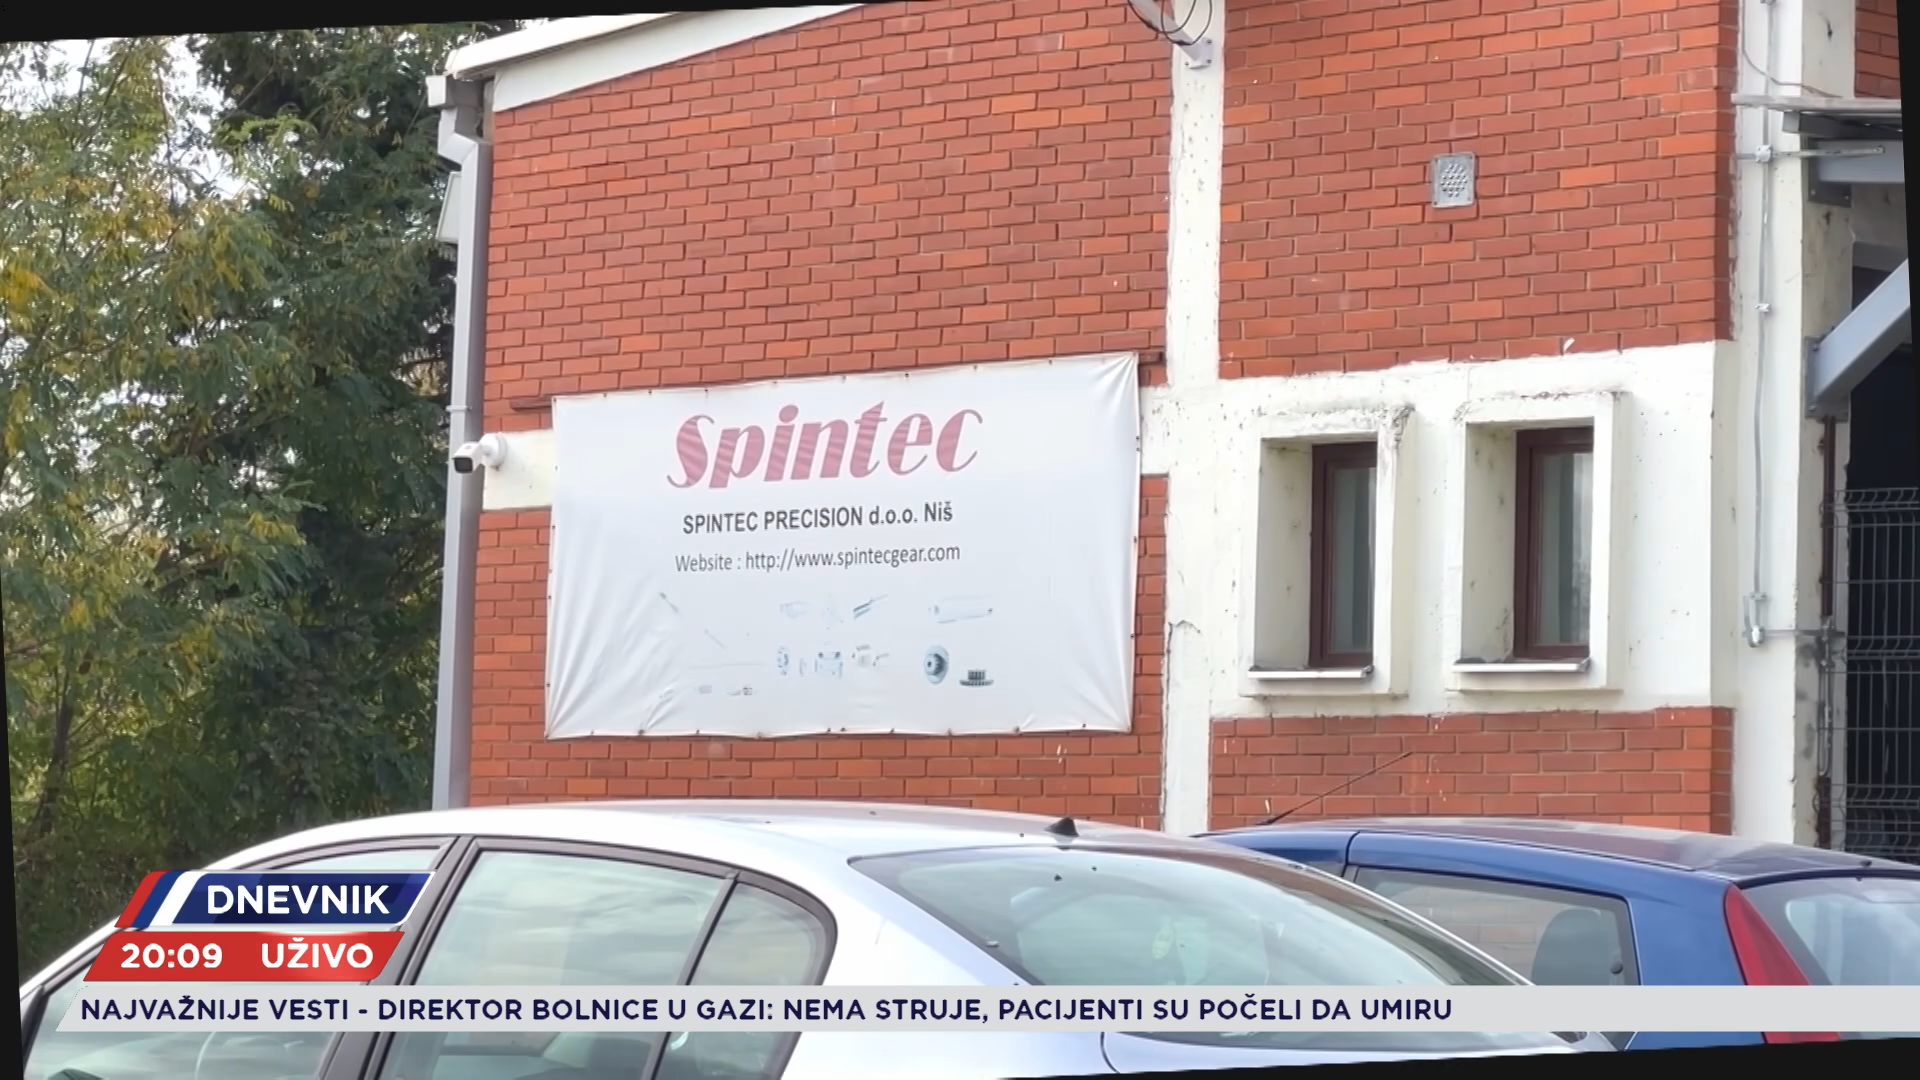 Spintec
SPINTEC PRECISION d.o.o. Niš
Website : http://www.spintecgear.com
DNEVNIK
20:09 UŽIVO
NAJVAŽNIJE VESTI - DIREKTOR BOLNICE U GAZI: NEMA STRUJE, PACIJENTI SU POČELI DA UMIRU